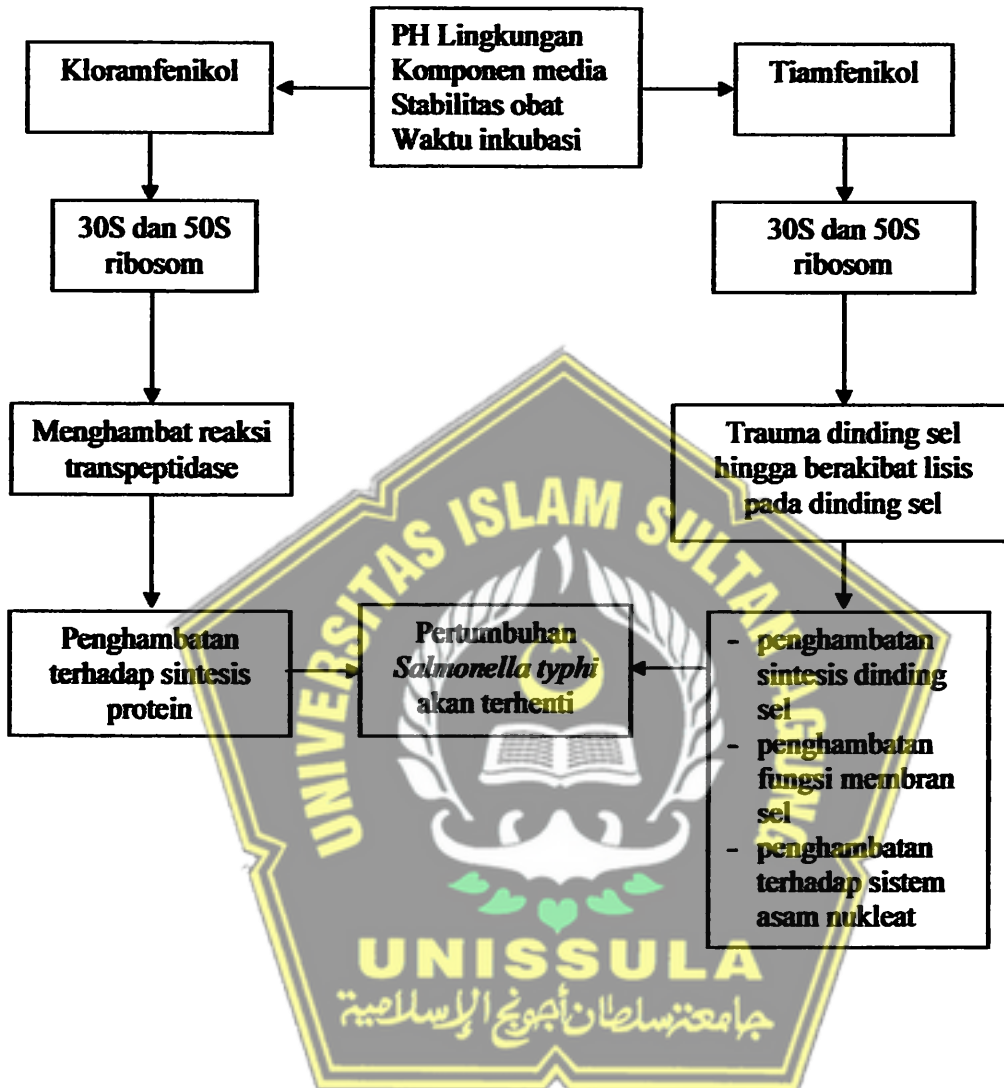 Kloramfenikol
PH Lingkungan
Komponen media
Stabilitas obat
Waktu inkubasi
Tiamfenikol
30S dan 50S
ribosom
30S dan 50S
ribosom
Menghambat reaksi
transpeptidase
Trauma dinding sel
hingga berakibat lisis
pada dinding sel
Penghambatan
terhadap sintesis
protein
Pertumbuhan
Salmonella typhi
akan terhenti
- penghambatan
sintesis dinding
sel
- penghambatan
fungsi membran
sel
- penghambatan
terhadap sistem
asam nukleat
UNIVERSITAS ISLAM SULTAN AGUNG
UNISSULA
جامعة سلطان أجونج الإسلامية